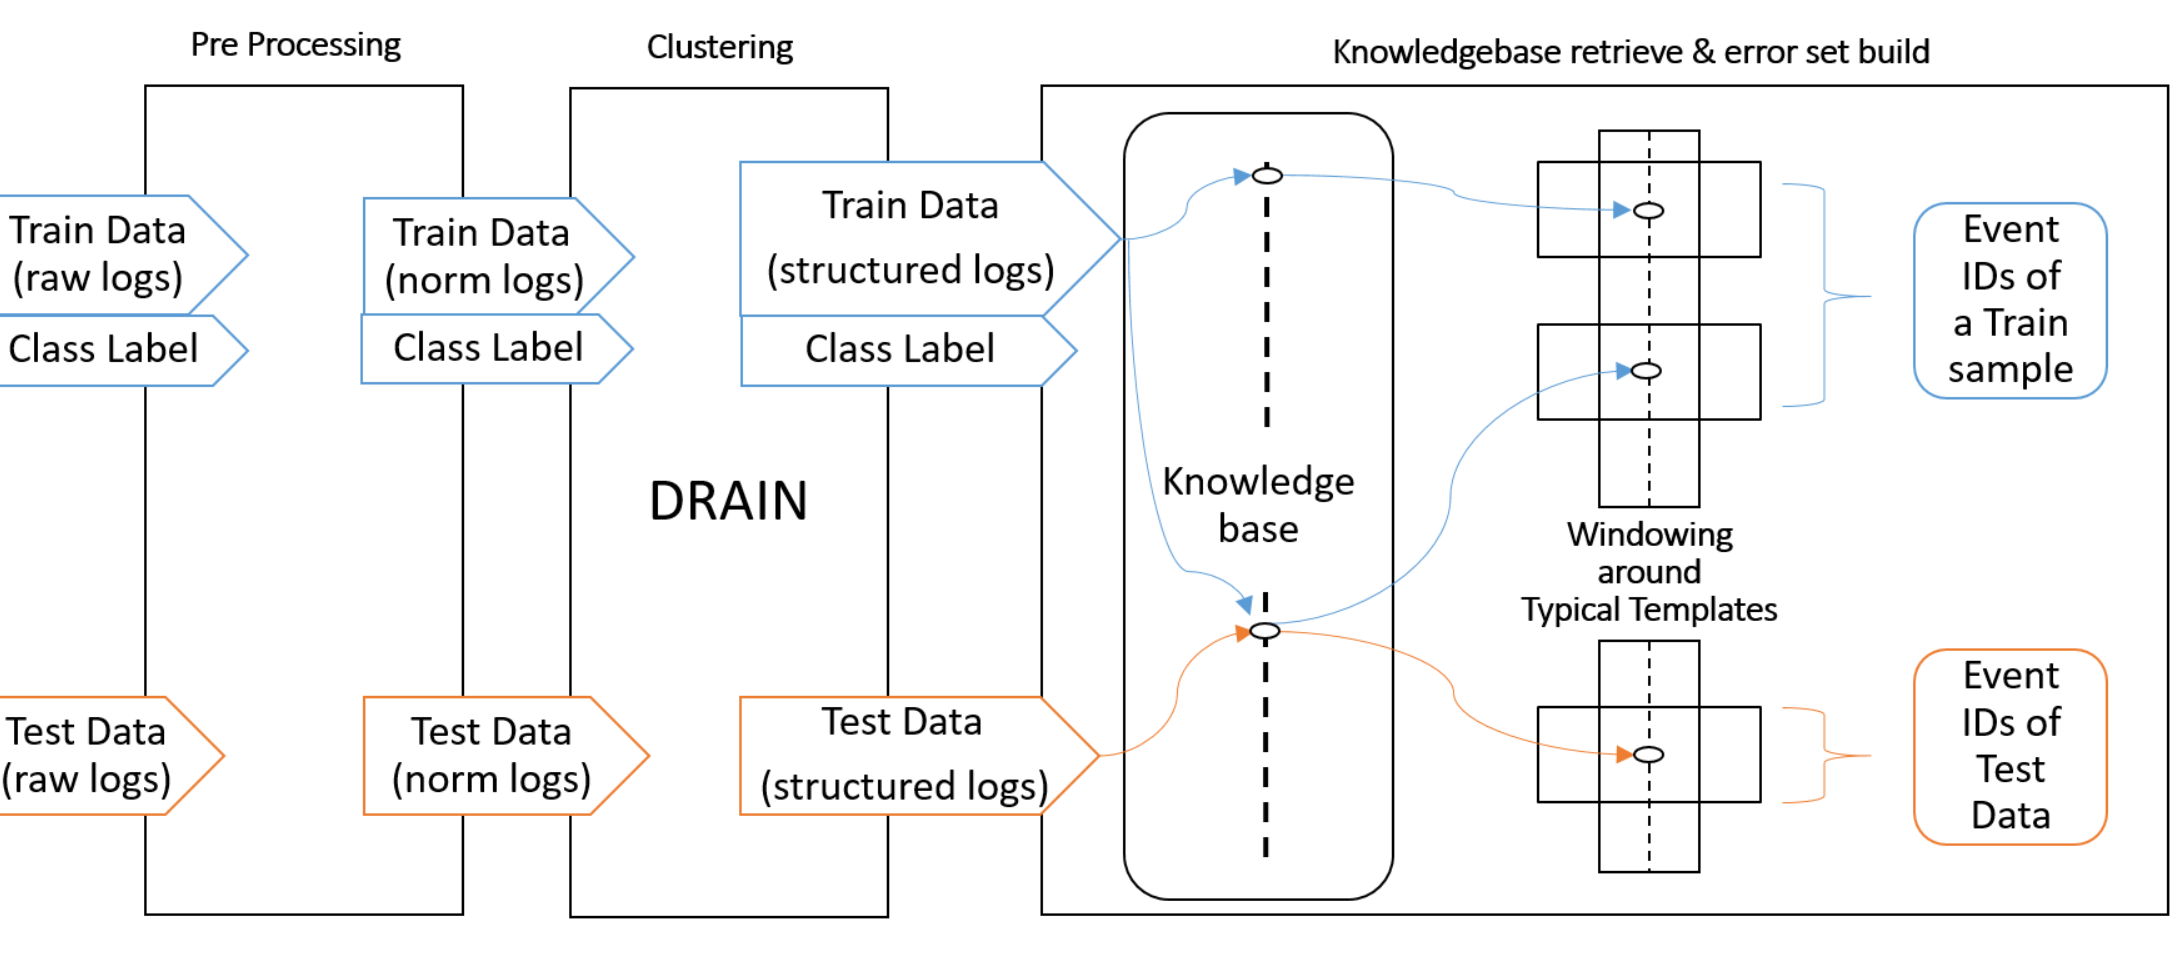 Pre Processing
Clustering
Knowledgebase retrieve & error set build
Train Data
(raw logs)
Class Label
Train Data
(norm logs)
Class Label
Train Data
(structured logs)
Class Label
DRAIN
Knowledge
base
Windowing
around
Typical Templates
Event
IDs of
a Train
sample
Test Data
(raw logs)
Test Data
(norm logs)
Test Data
(structured logs)
Event
IDs of
Test
Data